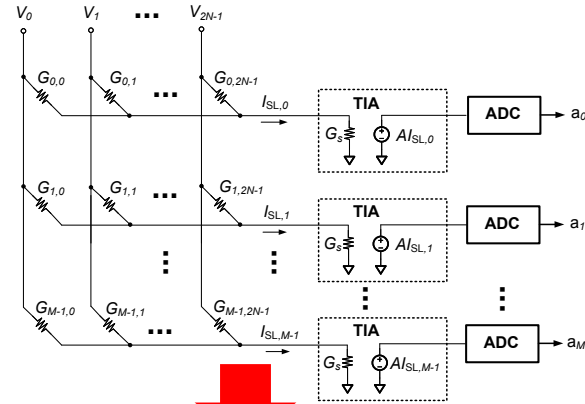 V0 V1 ... V2N-1
G0,0 G0,1 ... G0,2N-1
ISL,0 TIA Gs AISL,0 ADC a0
G1,0 G1,1 ... G1,2N-1
ISL,1 TIA Gs AISL,1 ADC a1
GM-1,0 GM-1,1 ... GM-1,2N-1
ISL,M-1 TIA Gs AISL,M-1 ADC aM